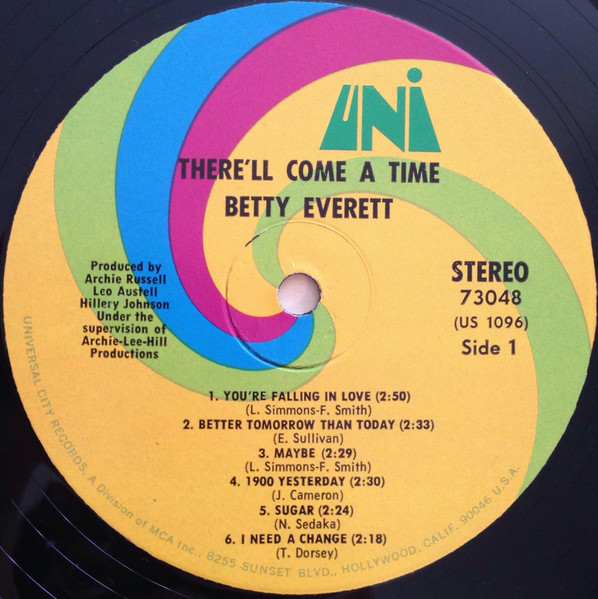 UNI
THERE'LL COME A TIME
BETTY EVERETT
Produced by
Archie Russell
Leo Austell
Hillery Johnson
Under the
supervision of
Archie-Lee-Hill
Productions
STEREO
73048
(US 1096)
Side 1
1. YOU'RE FALLING IN LOVE (2:50)
(L. Simmons-F. Smith)
2. BETTER TOMORROW THAN TODAY (2:33)
(E. Sullivan)
3. MAYBE (2:29)
(L. Simmons-F. Smith)
4. 1900 YESTERDAY (2:30)
(J. Cameron)
5. SUGAR (2:24)
(N. Sedaka)
6. I NEED A CHANGE (2:18)
(T. Dorsey)
UNIVERSAL CITY RECORDS, A Division of MCA Inc., 8255 SUNSET BLVD., HOLLYWOOD, CALIF. 90046 U.S.A.